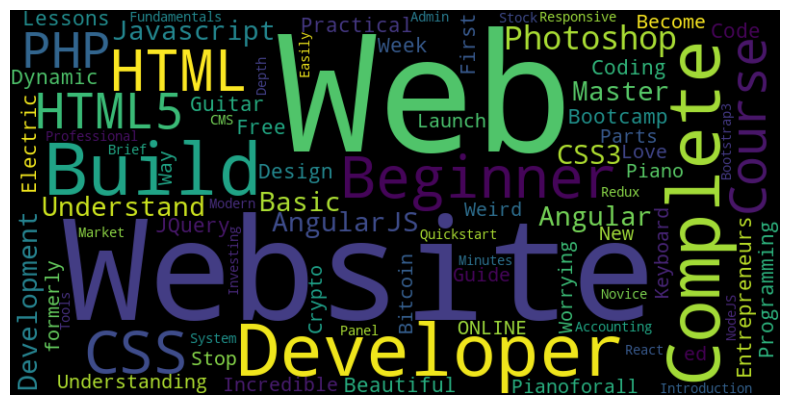 Lessons Fundamentals Practical Admin Stock Responsive Become
PHP Javascript Web Week First Photoshop Code
Dynamic HTML Easily Depth Coding Complete Course
HTML5 Guitar Launch Master
Electric Professional CMS Free Bootcamp Bootstrap3
Brief Way Parts
Build Design Beginner CSS3 Love Piano
Understand Modern Basic Weird Redux
JQuery AngularJS Angular Keyboard
Development Market Website Quickstart New Entrepreneurs Programming
formerly Tools Investing Crypto Bitcoin Minutes Guide Worrying Novice
CSS System Developer Panel ONLINE Accounting NodeJS
Stop React ed
Understanding Incredible Beautiful Pianoforall Introduction